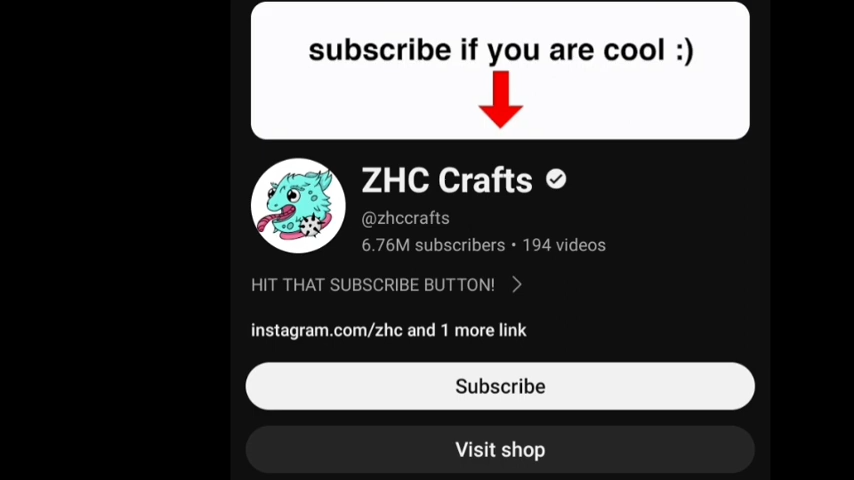 subscribe if you are cool :)
ZHC Crafts
@zhccrafts
6.76M subscribers • 194 videos
HIT THAT SUBSCRIBE BUTTON!
instagram.com/zhc and 1 more link
Subscribe
Visit shop